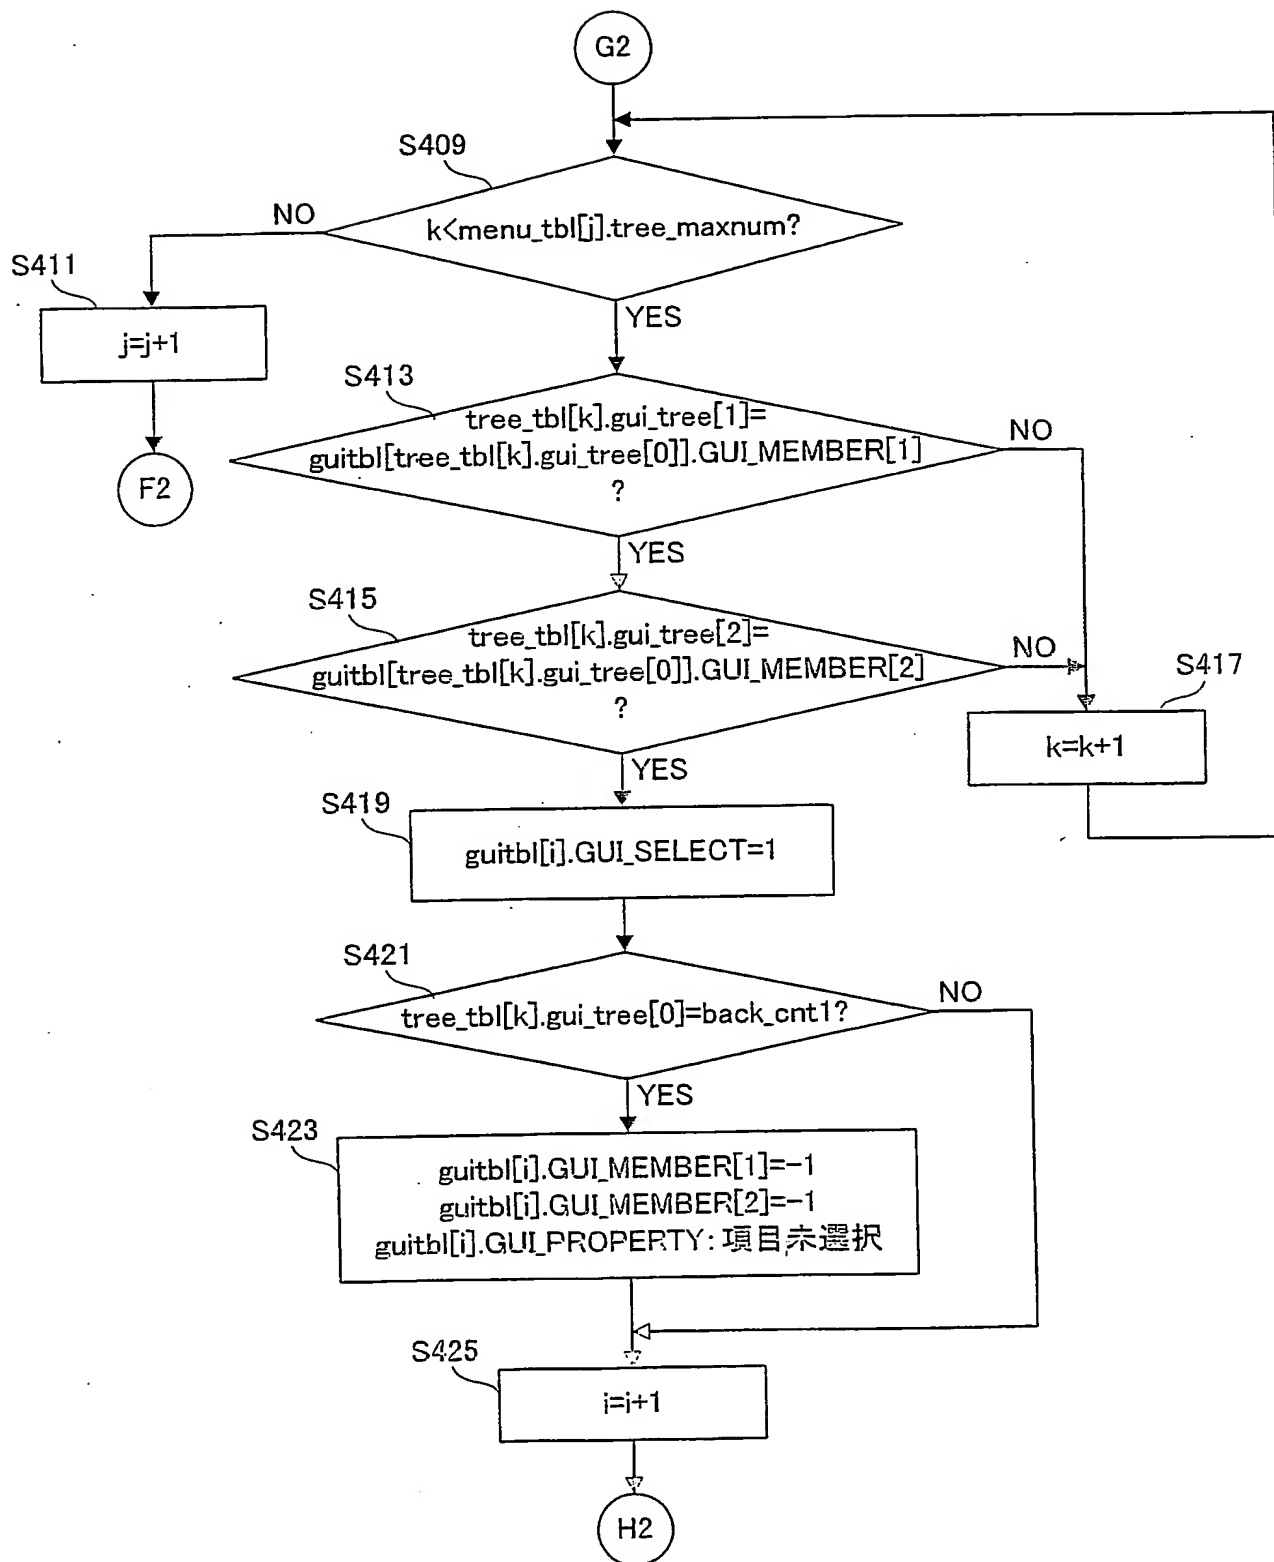 G2
S409
k<menu_tbl[j].tree_maxnum?
NO
YES
S411
j=j+1
F2
S413
tree_tbl[k].gui_tree[1]=
guitbl[tree_tbl[k].gui_tree[0]].GUI_MEMBER[1]
?
NO
YES
S415
tree_tbl[k].gui_tree[2]=
guitbl[tree_tbl[k].gui_tree[0]].GUI_MEMBER[2]
?
NO
YES
S417
k=k+1
S419
guitbl[i].GUI_SELECT=1
S421
tree_tbl[k].gui_tree[0]=back_cnt1?
NO
YES
S423
guitbl[i].GUI_MEMBER[1]=-1
guitbl[i].GUI_MEMBER[2]=-1
guitbl[i].GUI_PROPERTY:項目未選択
S425
i=i+1
H2